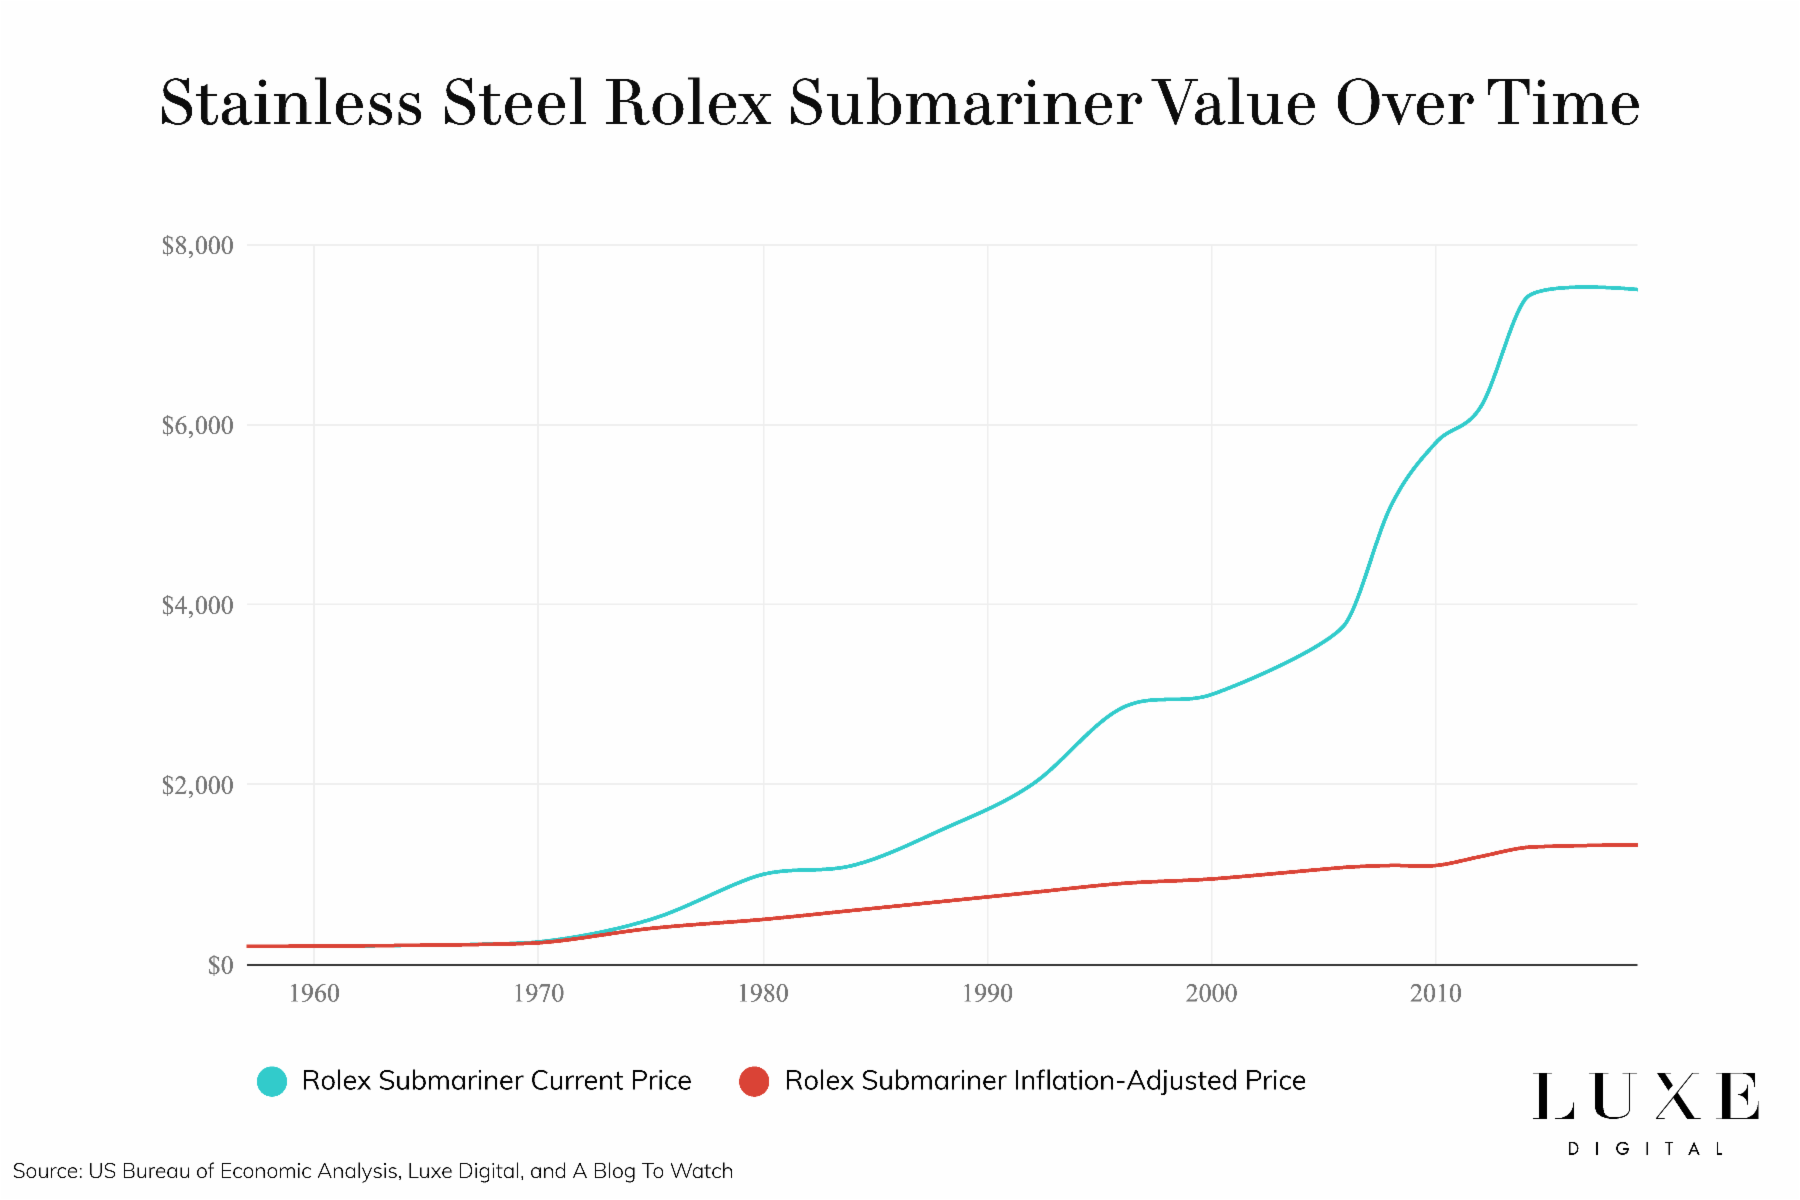 Stainless Steel Rolex Submariner Value Over Time
$8,000
$6,000
$4,000
$2,000
$0
1960 1970 1980 1990 2000 2010
Rolex Submariner Current Price Rolex Submariner Inflation-Adjusted Price
LUXE
DIGITAL
Source: US Bureau of Economic Analysis, Luxe Digital, and A Blog To Watch